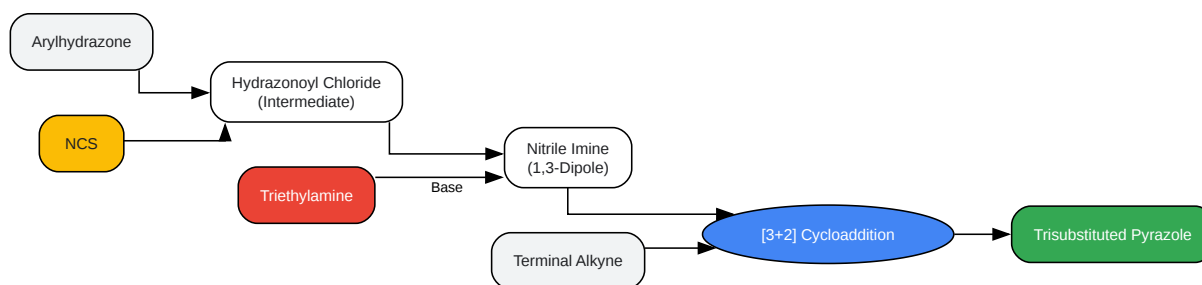 Arylhydrazone
Hydrazonoyl Chloride
(Intermediate)
NCS
Nitrile Imine
(1,3-Dipole)
Triethylamine
Base
[3+2] Cycloaddition
Trisubstituted Pyrazole
Terminal Alkyne